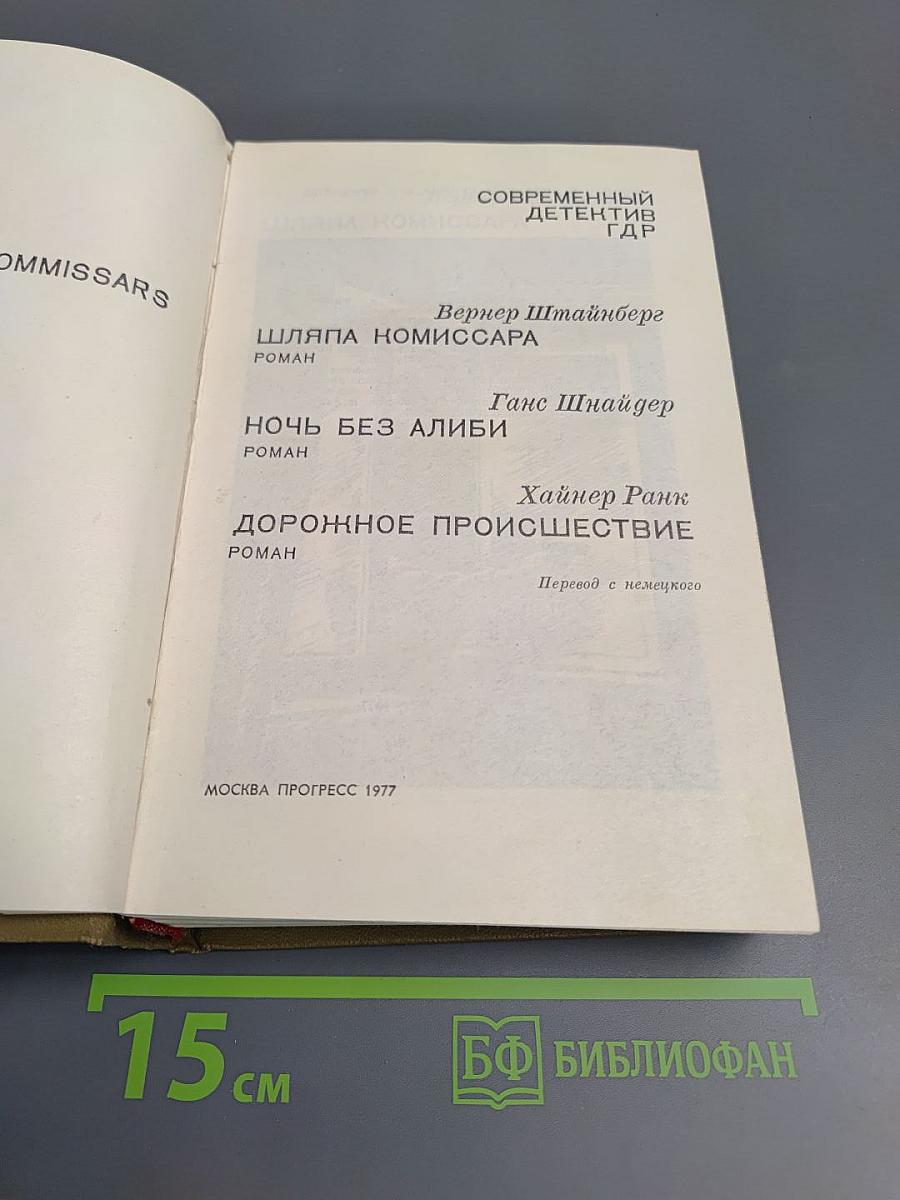 OMMISSARS
СОВРЕМЕННЫЙ
ДЕТЕКТИВ
ГДР
Вернер Штайнберг
ШЛЯПА КОМИССАРА
РОМАН
Ганс Шнайдер
НОЧЬ БЕЗ АЛИБИ
РОМАН
Хайнер Ранк
ДОРОЖНОЕ ПРОИСШЕСТВИЕ
РОМАН
Перевод с немецкого
МОСКВА ПРОГРЕСС 1977
15 см
БФ БИБЛИОФАН